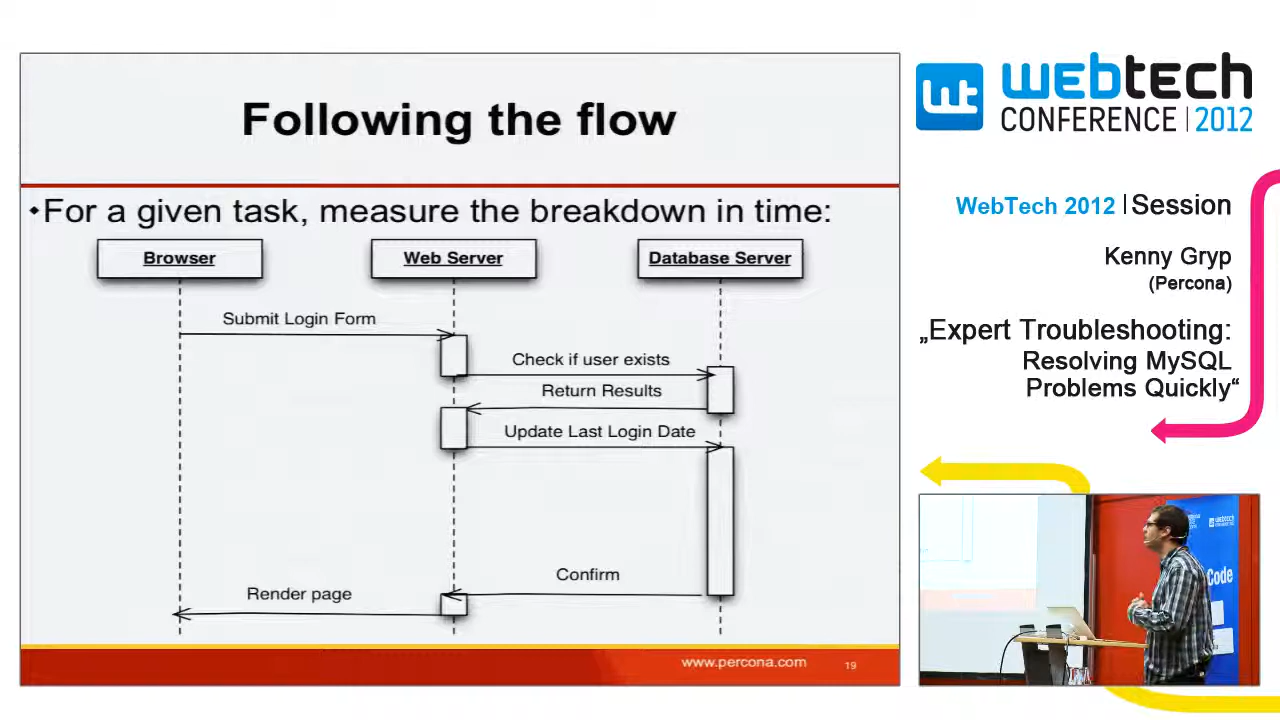 Following the flow
•For a given task, measure the breakdown in time:
Browser
Web Server
Database Server
Submit Login Form
Check if user exists
Return Results
Update Last Login Date
Confirm
Render page
www.percona.com
19
wt
webtech
CONFERENCE | 2012
WebTech 2012 | Session
Kenny Gryp
(Percona)
„Expert Troubleshooting:
Resolving MySQL
Problems Quickly“
Code